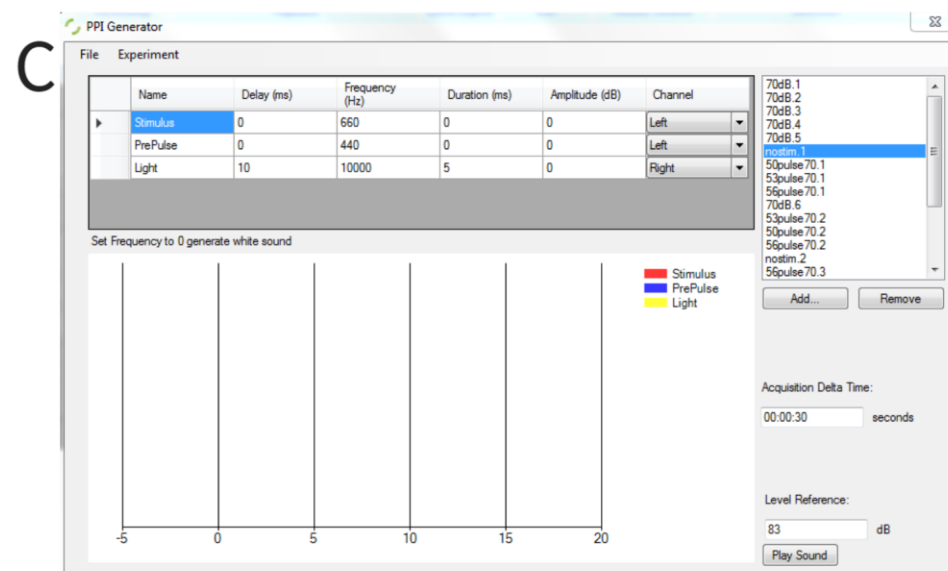 C
PPI Generator
File Experiment
Name Delay (ms) Frequency (Hz) Duration (ms) Amplitude (dB) Channel
Stimulus 0 660 0 0 Left
PrePulse 0 440 0 0 Left
Light 10 10000 5 0 Right
Set Frequency to 0 generate white sound
Stimulus
PrePulse
Light
-5 0 5 10 15 20
70dB.1
70dB.2
70dB.3
70dB.4
70dB.5
nostim.1
50pulse70.1
53pulse70.1
56pulse70.1
70dB.6
53pulse70.2
50pulse70.2
56pulse70.2
nostim.2
56pulse70.3
Add... Remove
Acquisition Delta Time:
00:00:30 seconds
Level Reference:
83 dB
Play Sound